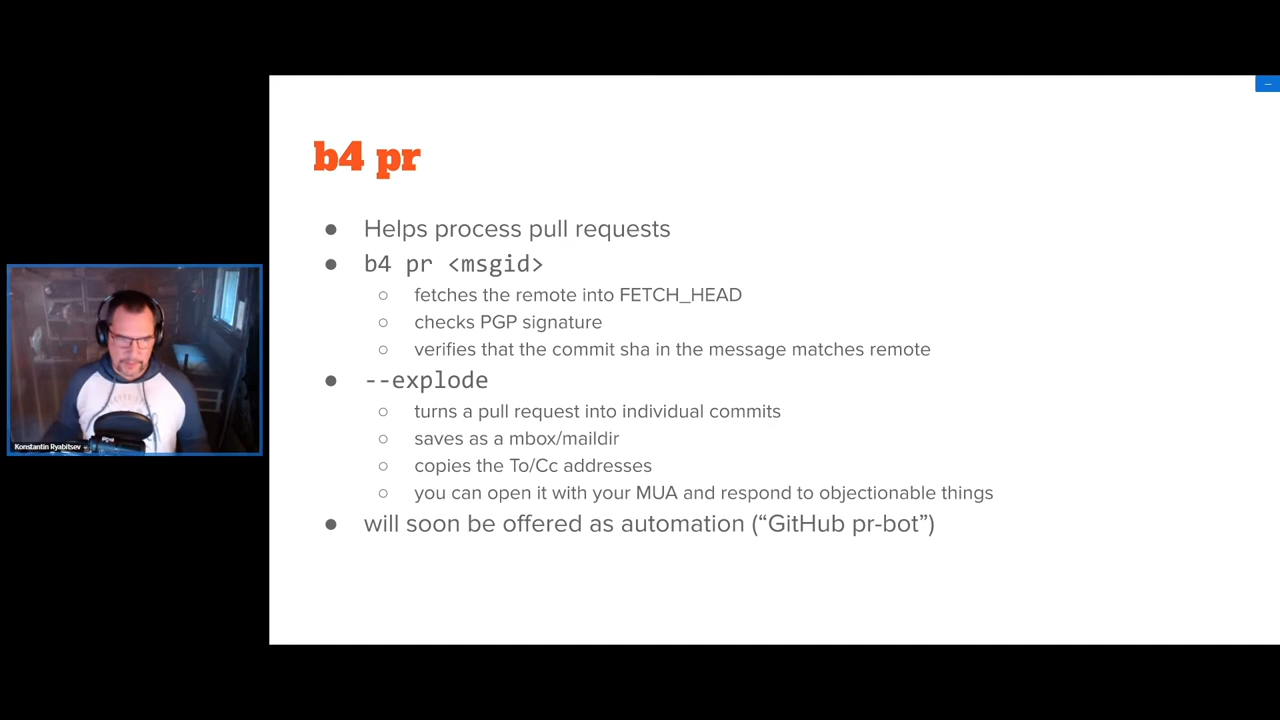 b4 pr
● Helps process pull requests
● b4 pr <msgid>
○ fetches the remote into FETCH_HEAD
○ checks PGP signature
○ verifies that the commit sha in the message matches remote
● --explode
○ turns a pull request into individual commits
○ saves as a mbox/maildir
○ copies the To/Cc addresses
○ you can open it with your MUA and respond to objectionable things
● will soon be offered as automation (“GitHub pr-bot”)
Konstantin Ryabitsev